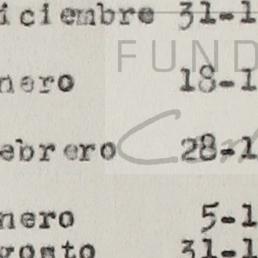 iciembre 31-1
FUND
nero 18-1
ebrero 28-1
nero 5-1
gosto 31-1